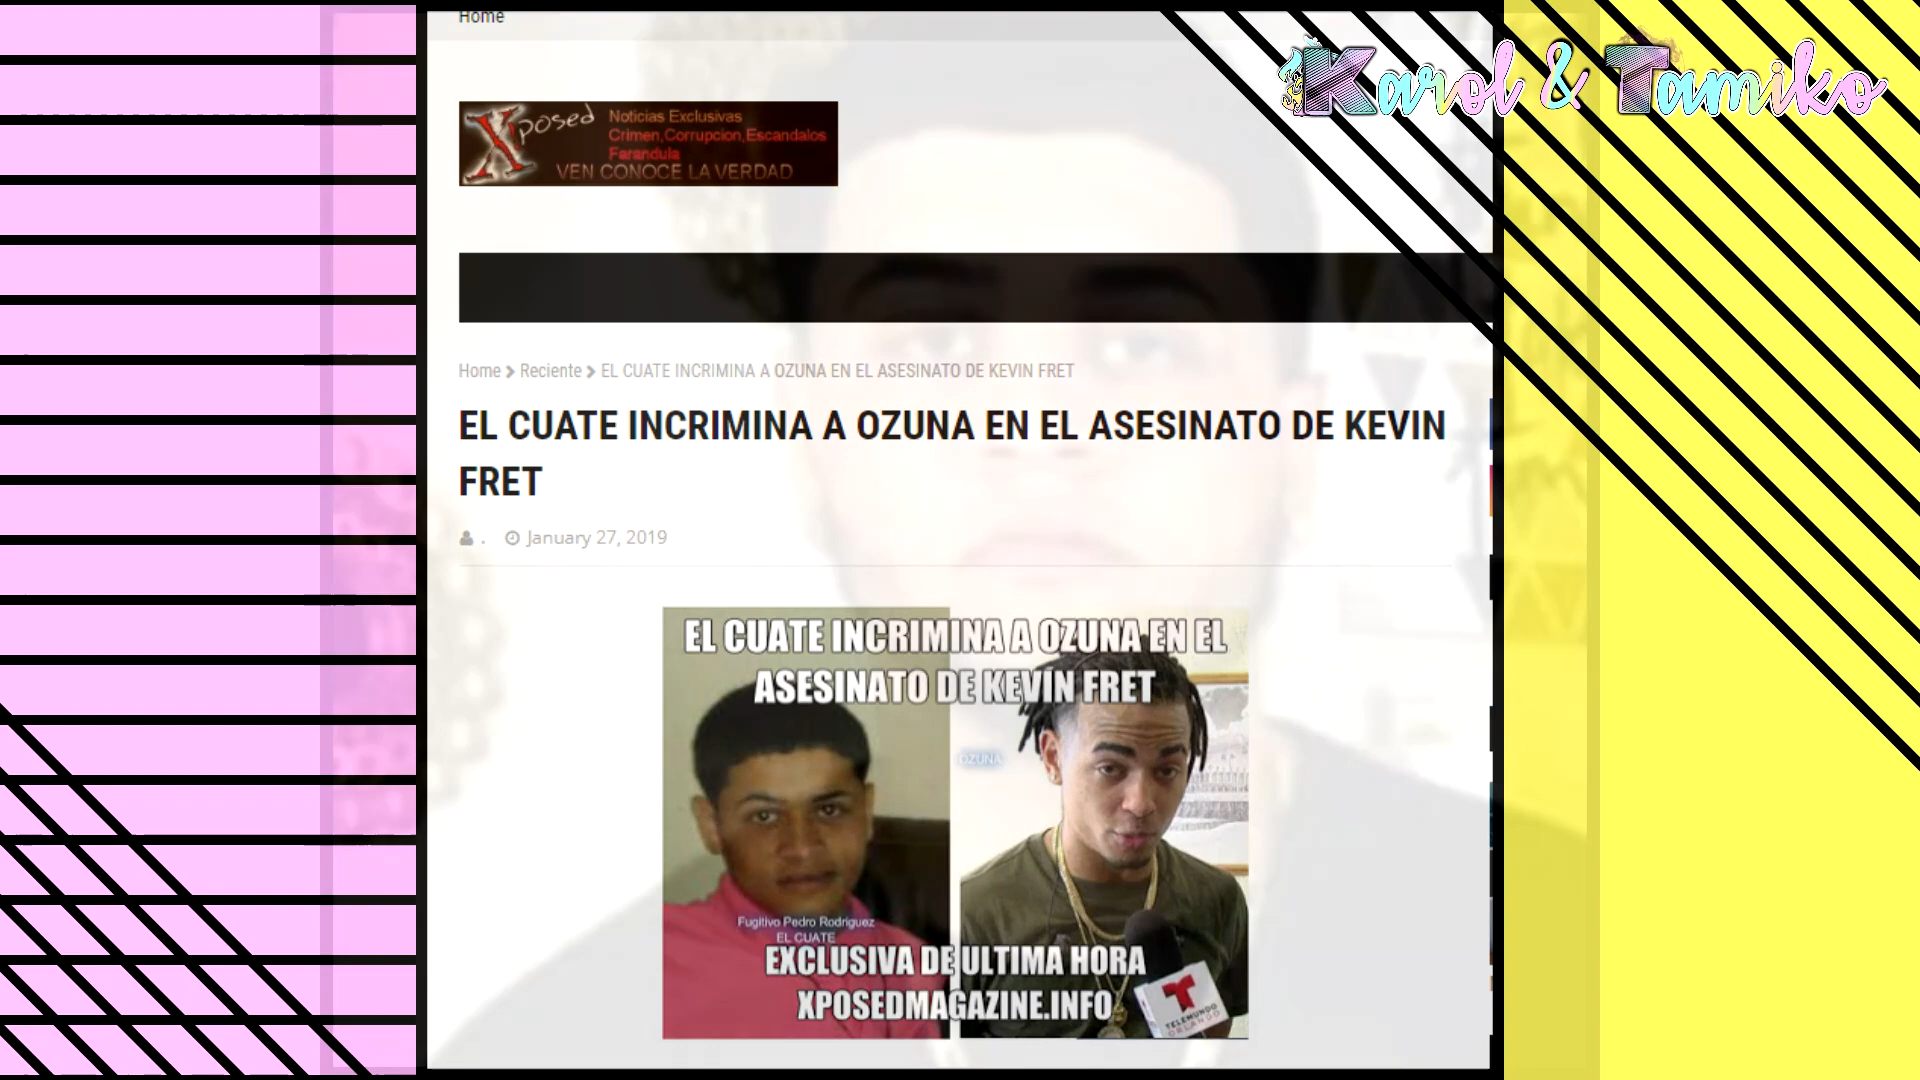 Home
Karol & Tamiko
Xposed
Noticias Exclusivas
Crimen,Corrupcion,Escandalos
Farandula
VEN CONOCE LA VERDAD
Home > Reciente > EL CUATE INCRIMINA A OZUNA EN EL ASESINATO DE KEVIN FRET
EL CUATE INCRIMINA A OZUNA EN EL ASESINATO DE KEVIN
FRET
. January 27, 2019
EL CUATE INCRIMINA A OZUNA EN EL
ASESINATO DE KEVIN FRET
OZUNA
Fugitivo Pedro Rodriguez
EL CUATE
EXCLUSIVA DE ULTIMA HORA
XPOSEDMAGAZINE.INFO
TELEMUNDO
ORLANDO